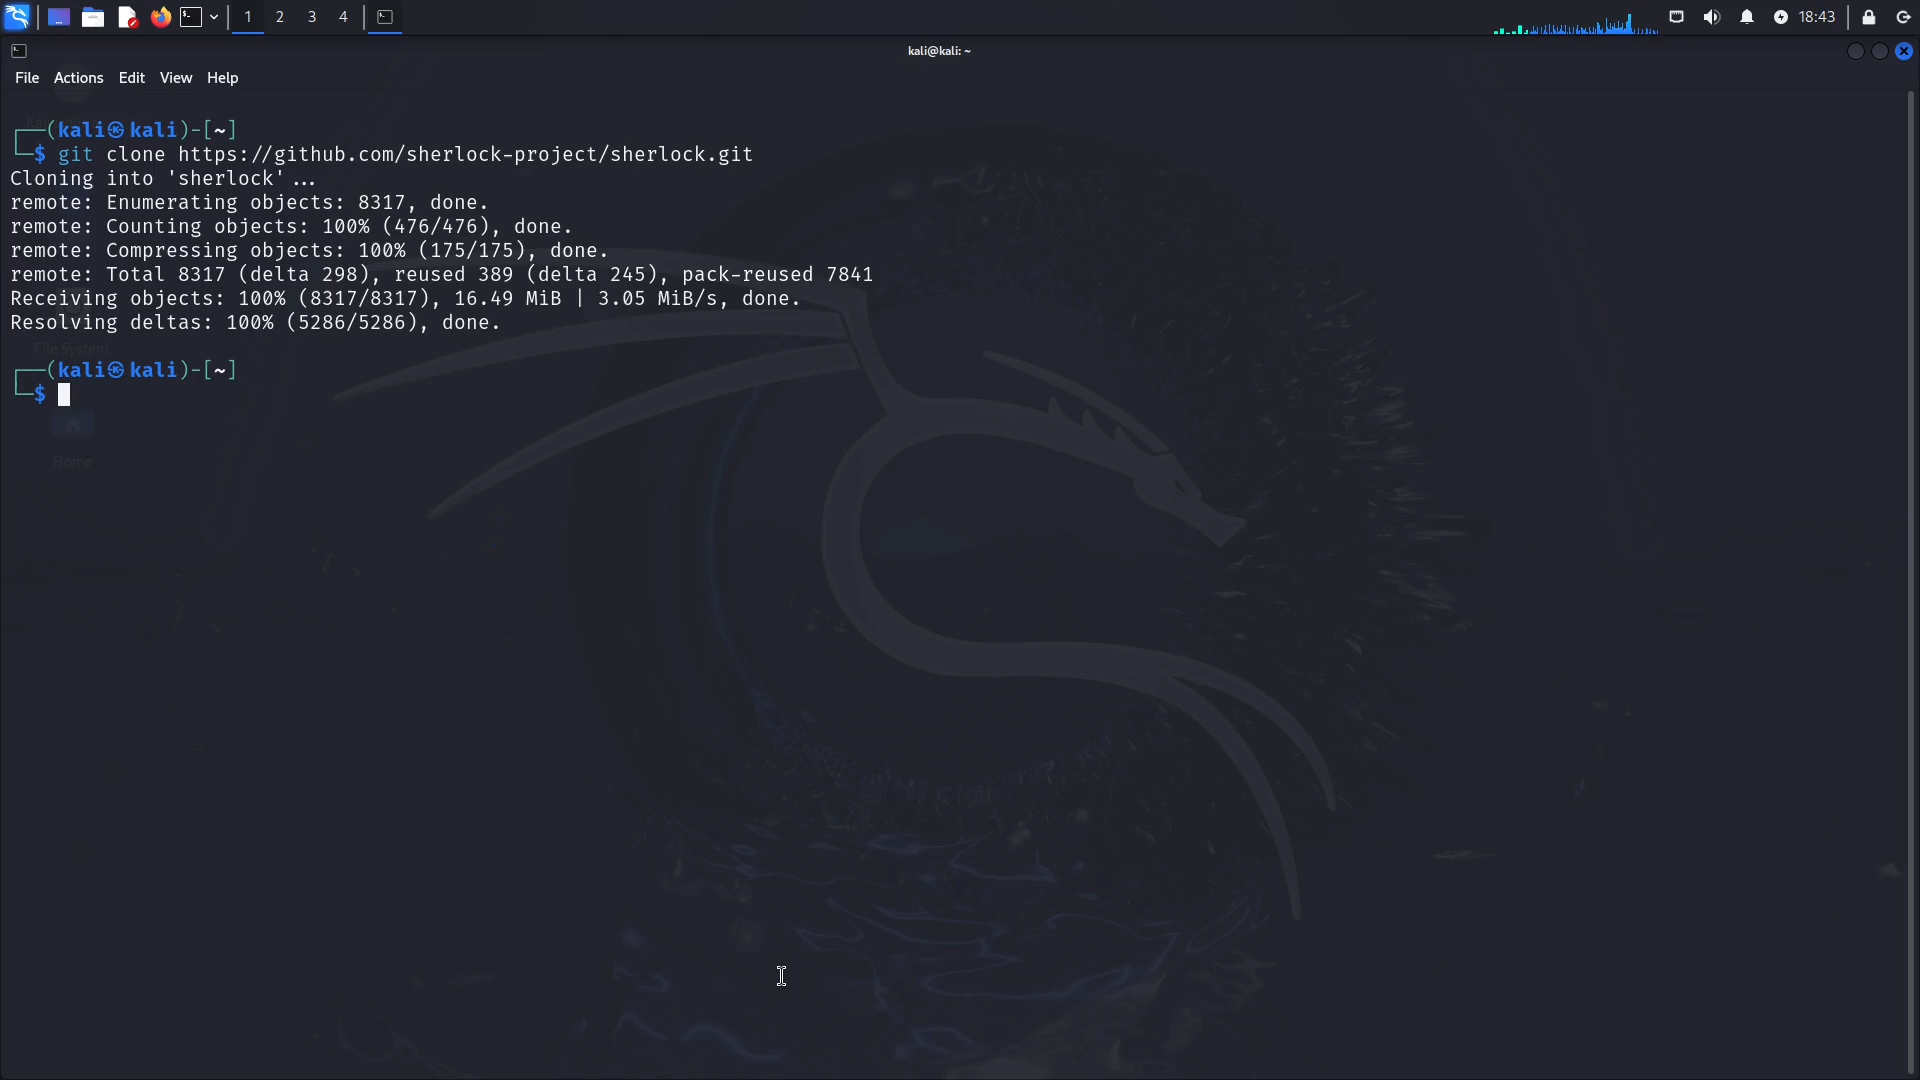 1 2 3 4 18:43
kali@kali: ~
File Actions Edit View Help
┌──(kali㉿kali)-[~]
└─$ git clone https://github.com/sherlock-project/sherlock.git
Cloning into 'sherlock'...
remote: Enumerating objects: 8317, done.
remote: Counting objects: 100% (476/476), done.
remote: Compressing objects: 100% (175/175), done.
remote: Total 8317 (delta 298), reused 389 (delta 245), pack-reused 7841
Receiving objects: 100% (8317/8317), 16.49 MiB | 3.05 MiB/s, done.
Resolving deltas: 100% (5286/5286), done.
File System
┌──(kali㉿kali)-[~]
└─$
Home